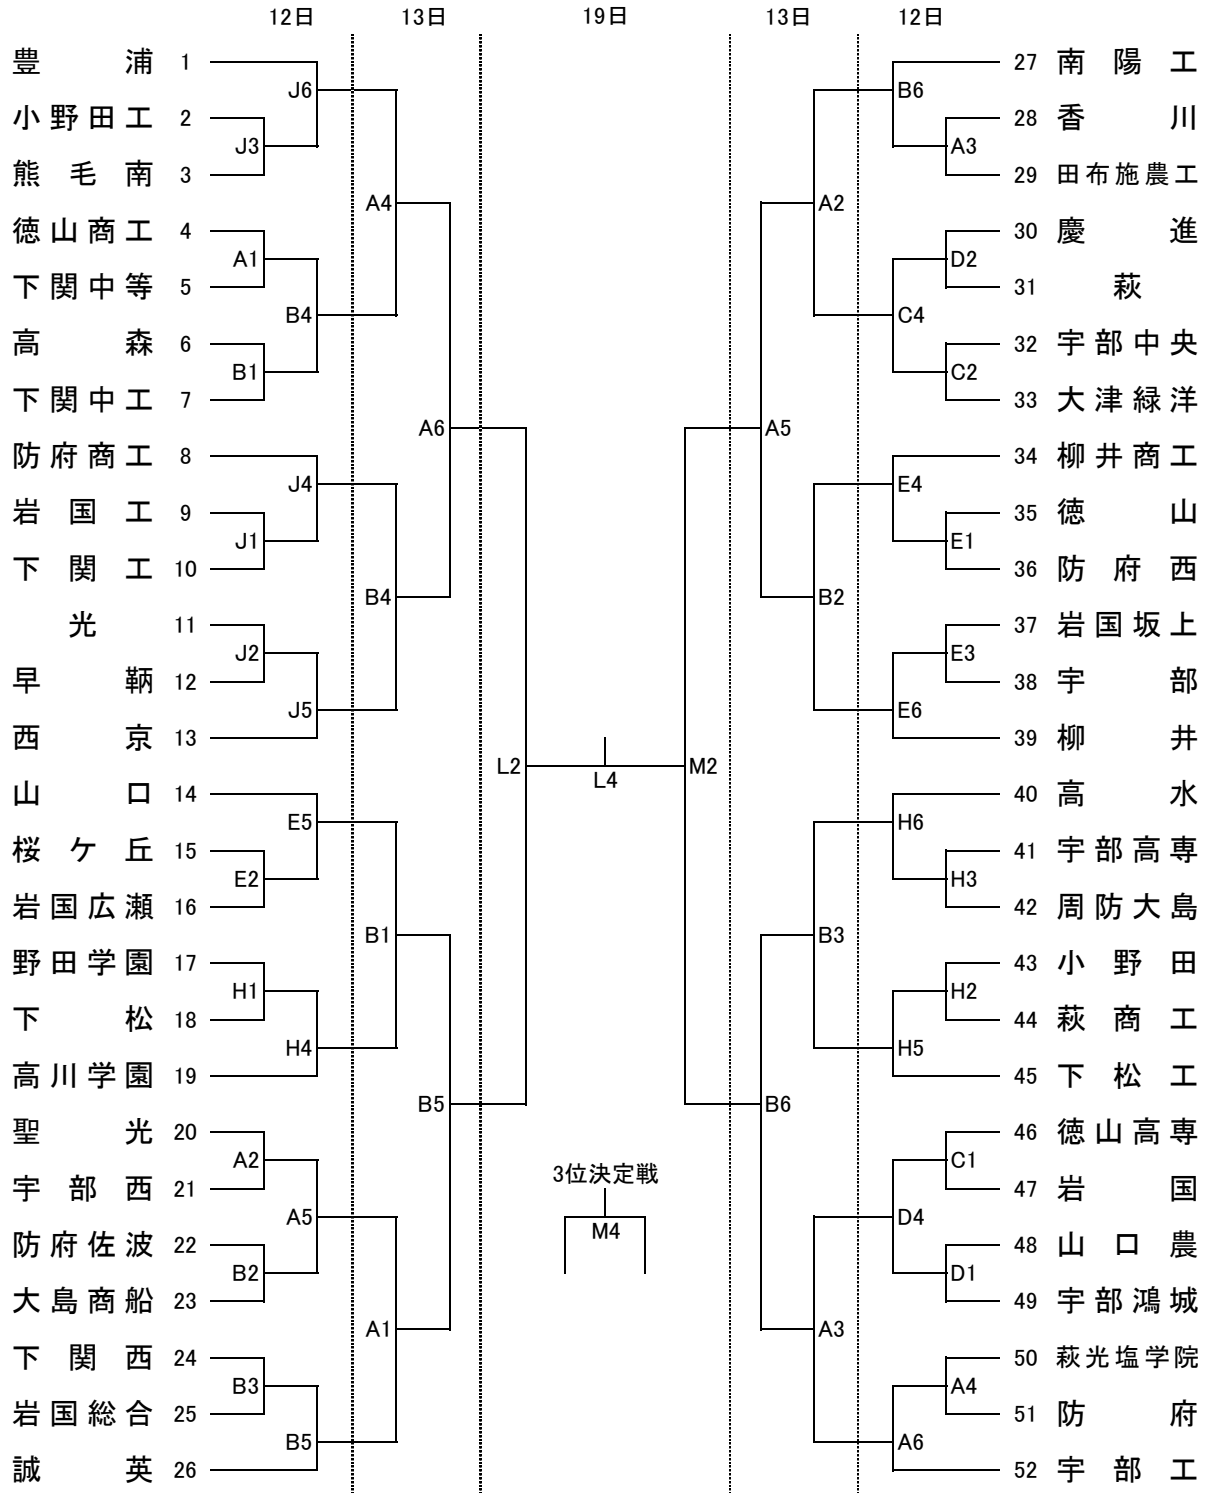 12日 13日 19日 13日 12日
豊浦 1
J6
小野田工 2
J3
熊毛南 3
A4
徳山商工 4
A1
下関中等 5
B4
高森 6
B1
下関中工 7
A6
防府商工 8
J4
岩国工 9
J1
下関工 10
B4
光 11
J2
早鞆 12
J5
西京 13
L2
山口 14
E5
桜ケ丘 15
E2
岩国広瀬 16
B1
野田学園 17
H1
下松 18
H4
高川学園 19
B5
聖光 20
A2
宇部西 21
A5
防府佐波 22
B2
大島商船 23
A1
下関西 24
B3
岩国総合 25
B5
誠英 26
L4
3位決定戦
M4
27 南陽工
B6
28 香川
A3
29 田布施農工
A2
30 慶進
D2
31 萩
C4
32 宇部中央
C2
33 大津緑洋
A5
34 柳井商工
E4
35 徳山
E1
36 防府西
B2
37 岩国坂上
E3
38 宇部
E6
39 柳井
M2
40 高水
H6
41 宇部高専
H3
42 周防大島
B3
43 小野田
H2
44 萩商工
H5
45 下松工
B6
46 徳山高専
C1
47 岩国
D4
48 山口農
D1
49 宇部鴻城
A3
50 萩光塩学院
A4
51 防府
A6
52 宇部工